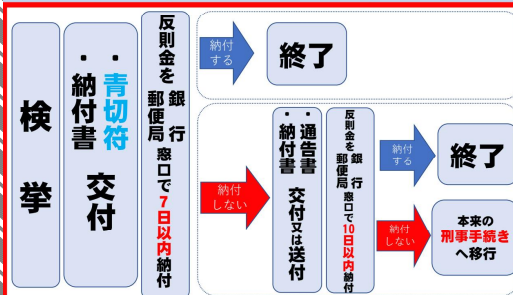 検挙
・青切符
・納付書 交付
反則金を銀行
郵便局 窓口で7日以内納付
納付
する
終了
納付
しない
・通告書
・納付書 交付又は送付
反則金を銀行
郵便局 窓口で10日以内納付
納付
する
終了
納付
しない
本来の
刑事手続き
へ移行